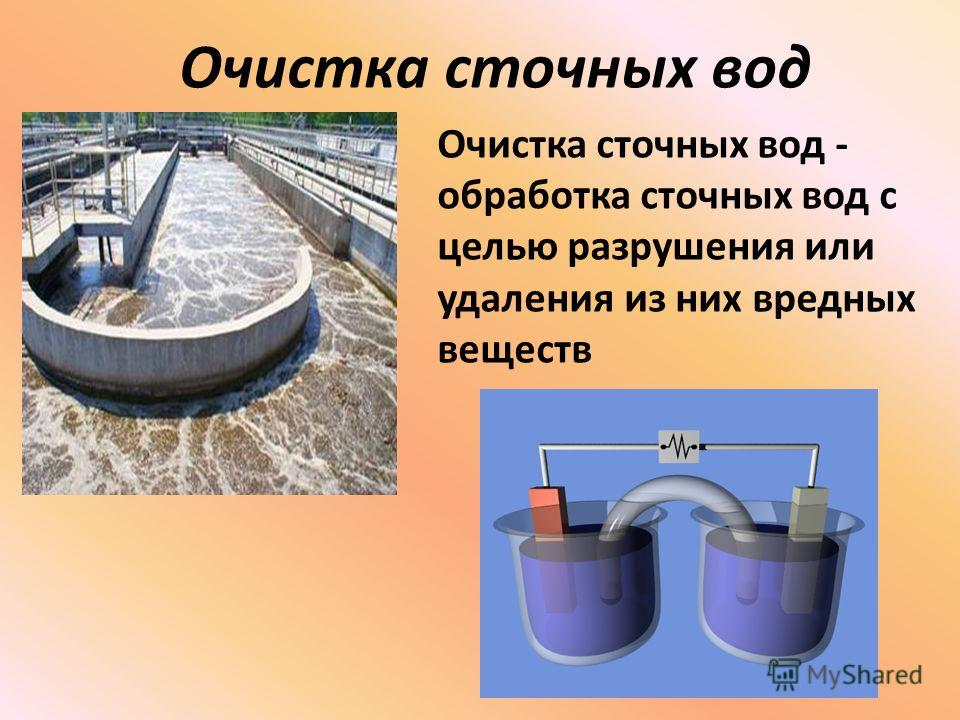 Очистка сточных вод
Очистка сточных вод -
обработка сточных вод с
целью разрушения или
удаления из них вредных
веществ
MyShared